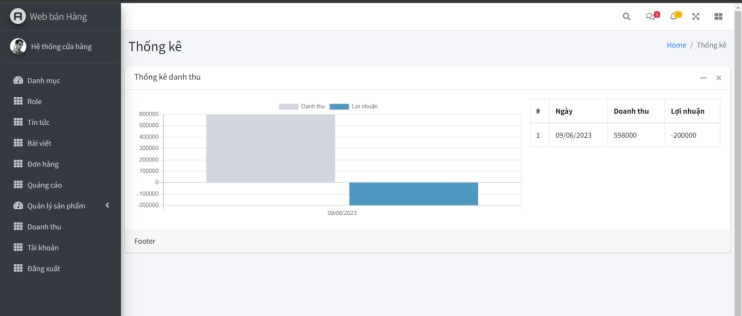 Web bán Hàng
Hệ thống cửa hàng
Danh mục
Role
Tin tức
Bài viết
Đơn hàng
Quảng cáo
Quản lý sản phẩm
Doanh thu
Tài khoản
Đăng xuất
Thống kê
Home / Thống kê
Thống kê danh thu
Danh thu Lợi nhuận
600000
500000
400000
300000
200000
100000
0
-100000
-200000
09/06/2023
# Ngày Doanh thu Lợi nhuận
1 09/06/2023 598000 -200000
Footer